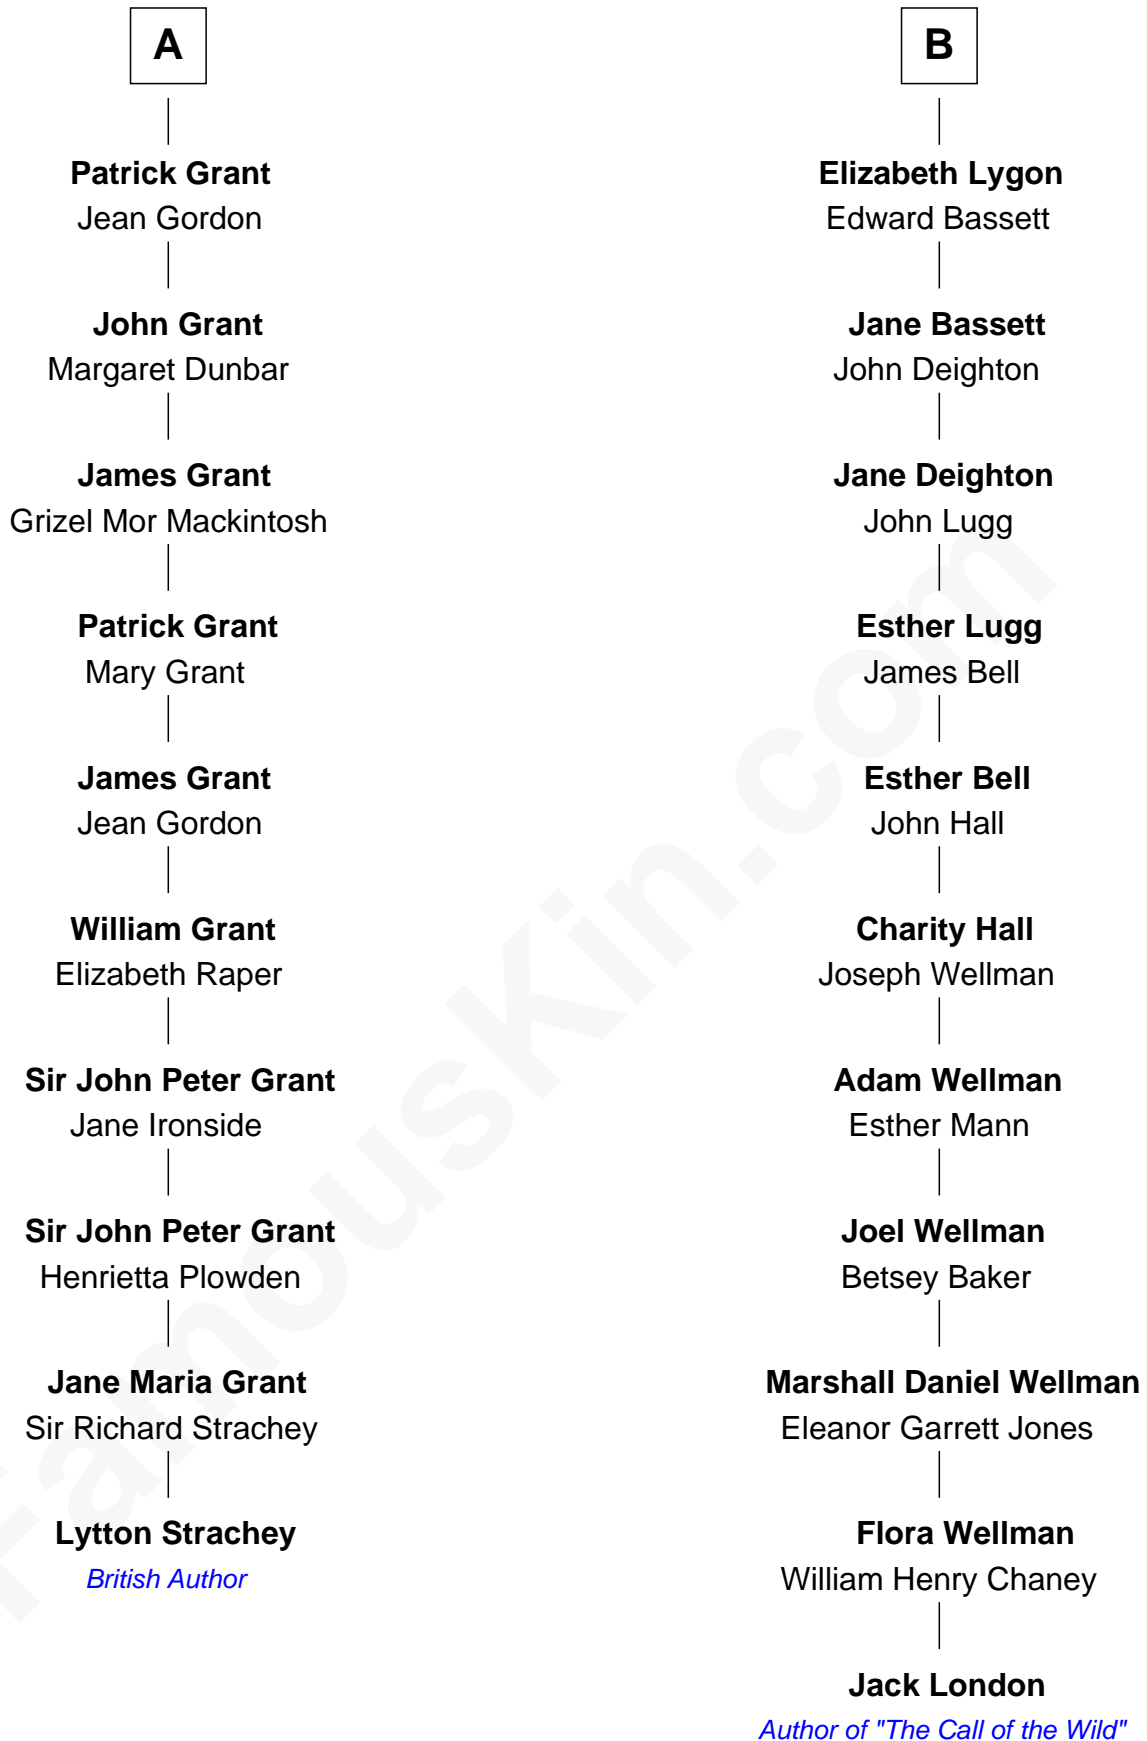 A
Patrick Grant
Jean Gordon
John Grant
Margaret Dunbar
James Grant
Grizel Mor Mackintosh
Patrick Grant
Mary Grant
James Grant
Jean Gordon
William Grant
Elizabeth Raper
Sir John Peter Grant
Jane Ironside
Sir John Peter Grant
Henrietta Plowden
Jane Maria Grant
Sir Richard Strachey
Lytton Strachey
British Author
B
Elizabeth Lygon
Edward Bassett
Jane Bassett
John Deighton
Jane Deighton
John Lugg
Esther Lugg
James Bell
Esther Bell
John Hall
Charity Hall
Joseph Wellman
Adam Wellman
Esther Mann
Joel Wellman
Betsey Baker
Marshall Daniel Wellman
Eleanor Garrett Jones
Flora Wellman
William Henry Chaney
Jack London
Author of "The Call of the Wild"
FamousKin.com